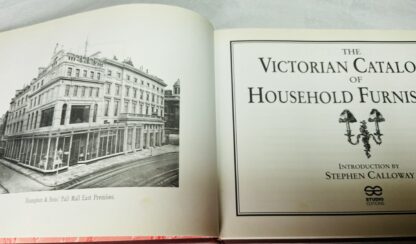 Hampton & Sons' Pall Mall East Premises.
THE
VICTORIAN CATALO
OF
HOUSEHOLD FURNIS
INTRODUCTION BY
STEPHEN CALLOWAY
STUDIO
EDITIONS